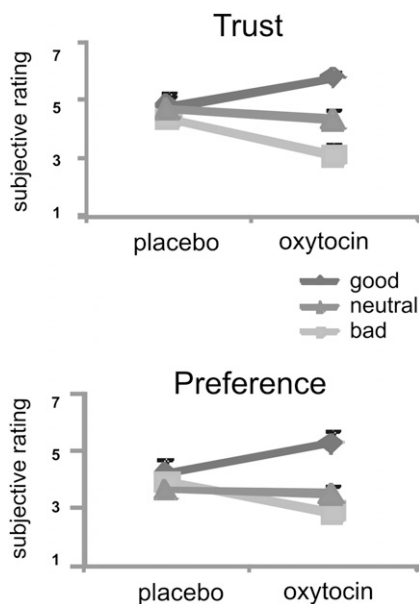 Trust
subjective rating
7
5
3
1
placebo oxytocin
good
neutral
bad
Preference
subjective rating
7
5
3
1
placebo oxytocin